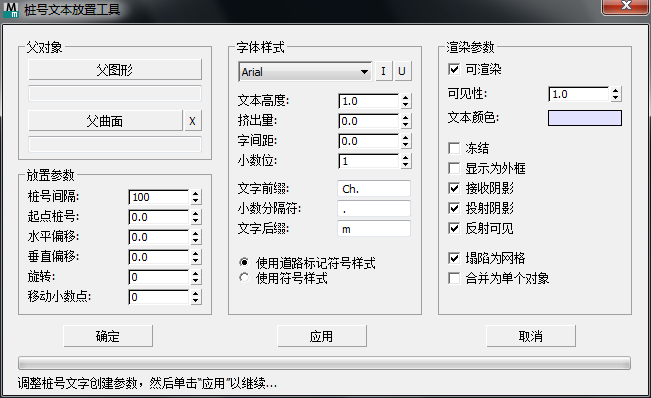 桩号文本放置工具
父对象
父图形
父曲面
X
放置参数
桩号间隔: 100
起点桩号: 0.0
水平偏移: 0.0
垂直偏移: 0.0
旋转: 0
移动小数点: 0
字体样式
Arial
I U
文本高度: 1.0
挤出量: 0.0
字间距: 0.0
小数位: 1
文字前缀: Ch.
小数分隔符: .
文字后缀: m
使用道路标记符号样式
使用符号样式
渲染参数
可渲染
可见性: 1.0
文本颜色:
冻结
显示为外框
接收阴影
投射阴影
反射可见
塌陷为网格
合并为单个对象
确定
应用
取消
调整桩号文字创建参数，然后单击“应用”以继续...